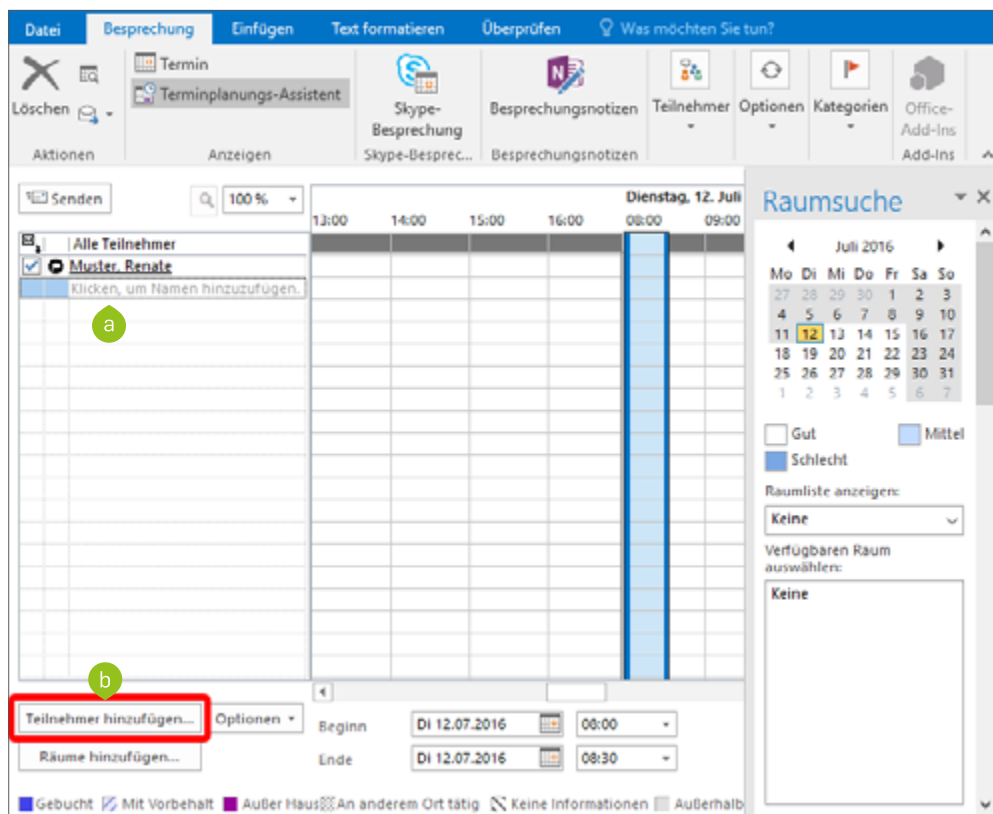 Datei Besprechung Einfügen Text formatieren Überprüfen Was möchten Sie tun?
Löschen
Termin
Terminplanungs-Assistent
Skype-
Besprechung
Besprechungsnotizen
Teilnehmer
Optionen
Kategorien
Office-
Add-Ins
Aktionen Anzeigen Skype-Besprec... Besprechungsnotizen Add-Ins
Senden 100 %
Dienstag, 12. Juli
13:00 14:00 15:00 16:00 08:00 09:00
Alle Teilnehmer
Muster, Renate
Klicken, um Namen hinzuzufügen.
a
b
Teilnehmer hinzufügen... Optionen
Räume hinzufügen...
Beginn Di 12.07.2016 08:00
Ende Di 12.07.2016 08:30
Gebucht Mit Vorbehalt Außer Haus An anderem Ort tätig Keine Informationen Außerhalb
Raumsuche
Juli 2016
Mo Di Mi Do Fr Sa So
27 28 29 30 1 2 3
4 5 6 7 8 9 10
11 12 13 14 15 16 17
18 19 20 21 22 23 24
25 26 27 28 29 30 31
1 2 3 4 5 6 7
Gut Mittel
Schlecht
Raumliste anzeigen:
Keine
Verfügbaren Raum
auswählen:
Keine